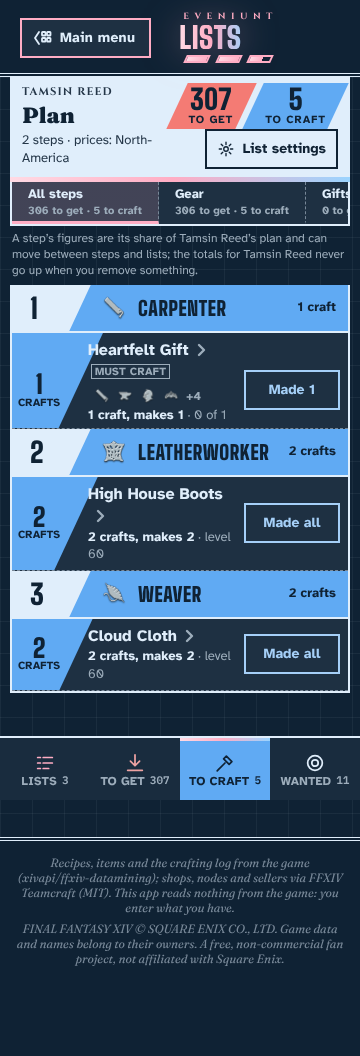 Main menu
EVENIUNT
LISTS
TAMSIN REED
Plan
2 steps · prices: North-
America
307
TO GET
5
TO CRAFT
List settings
All steps
306 to get · 5 to craft
Gear
306 to get · 5 to craft
Gifts
0 to
A step’s figures are its share of Tamsin Reed’s plan and can
move between steps and lists; the totals for Tamsin Reed never
go up when you remove something.
1
CARPENTER
1 craft
1
CRAFTS
Heartfelt Gift
MUST CRAFT
+4
1 craft, makes 1 · 0 of 1
Made 1
2
LEATHERWORKER
2 crafts
2
CRAFTS
High House Boots
2 crafts, makes 2 · level
60
Made all
3
WEAVER
2 crafts
2
CRAFTS
Cloud Cloth
2 crafts, makes 2 · level
60
Made all
LISTS 3
TO GET 307
TO CRAFT 5
WANTED 11
Recipes, items and the crafting log from the game
(xivapi/ffxiv-datamining); shops, nodes and sellers via FFXIV
Teamcraft (MIT). This app reads nothing from the game: you
enter what you have.
FINAL FANTASY XIV © SQUARE ENIX CO., LTD. Game data
and names belong to their owners. A free, non-commercial fan
project, not affiliated with Square Enix.